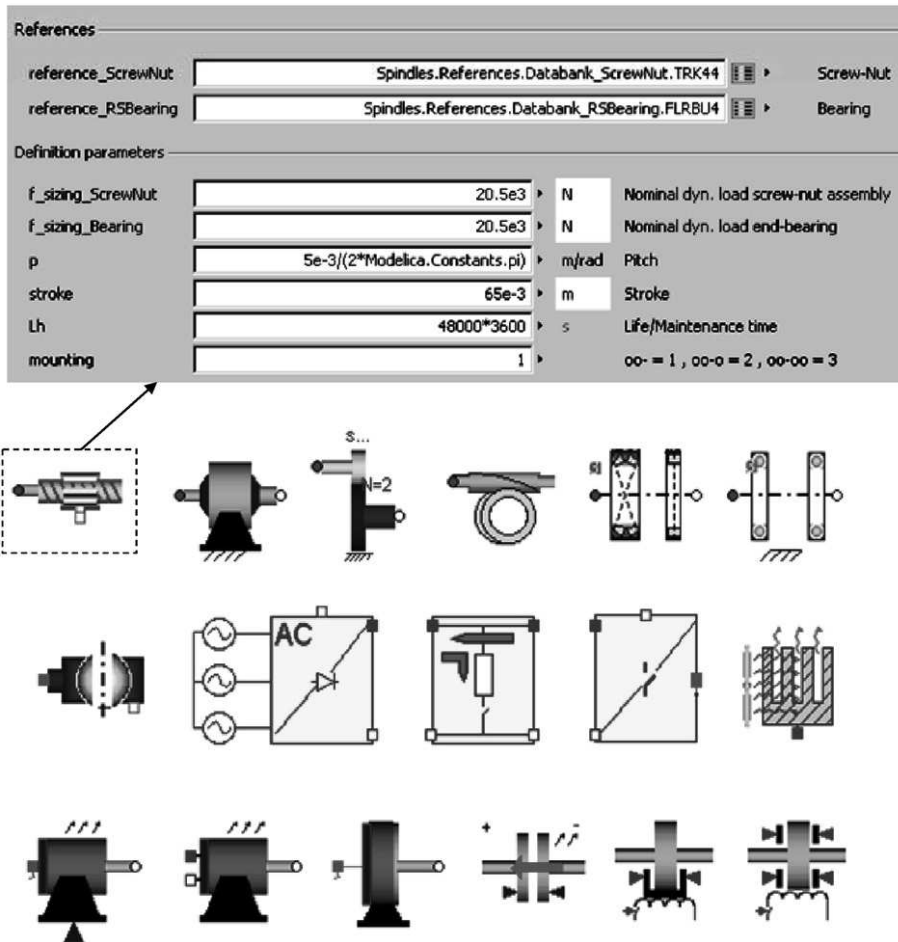 References
reference_ScrewNut Spindles.References.Databank_ScrewNut.TRK44 Screw-Nut
reference_RSBearing Spindles.References.Databank_RSBearing.FLRBU4 Bearing
Definition parameters
f_sizing_ScrewNut 20.5e3 N Nominal dyn. load screw-nut assembly
f_sizing_Bearing 20.5e3 N Nominal dyn. load end-bearing
p 5e-3/(2*Modelica.Constants.pi) m/rad Pitch
stroke 65e-3 m Stroke
Lh 48000*3600 s Life/Maintenance time
mounting 1 oo- = 1 , oo-o = 2 , oo-oo = 3
s...
N=2
AC
+ -